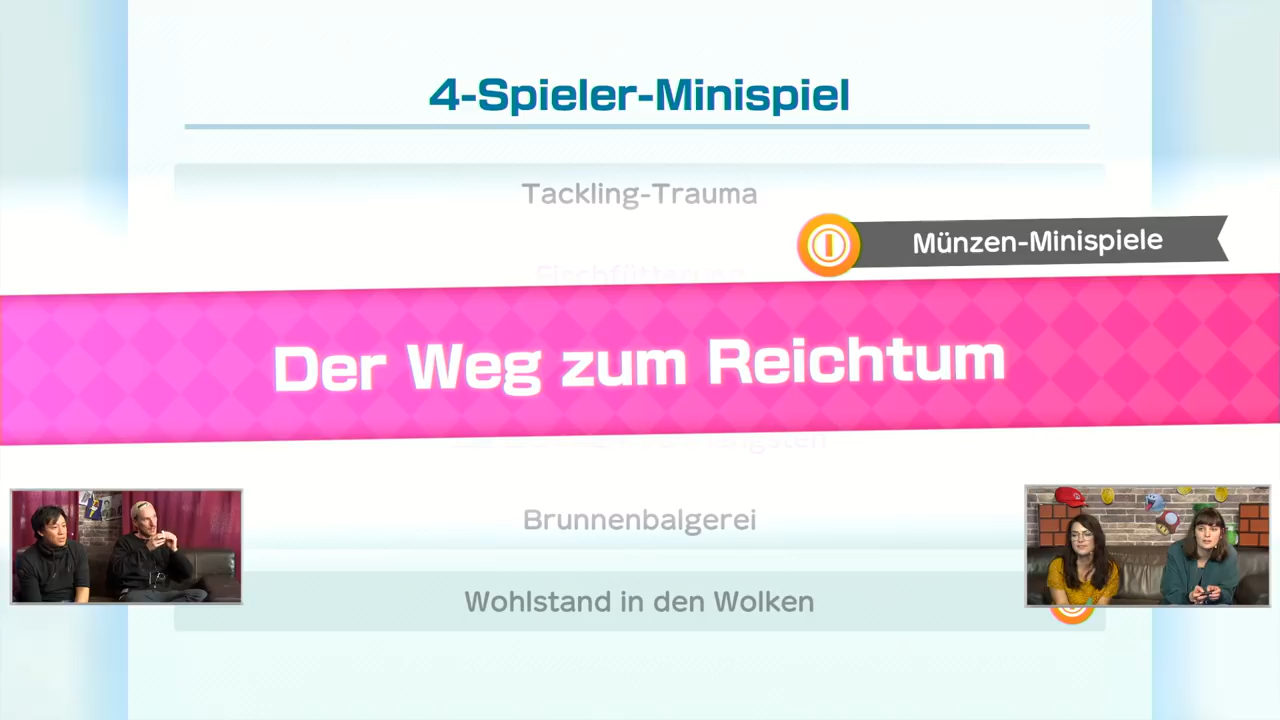 4-Spieler-Minispiel
Tackling-Trauma
Münzen-Minispiele
Der Weg zum Reichtum
Brunnenbalgerei
Wohlstand in den Wolken